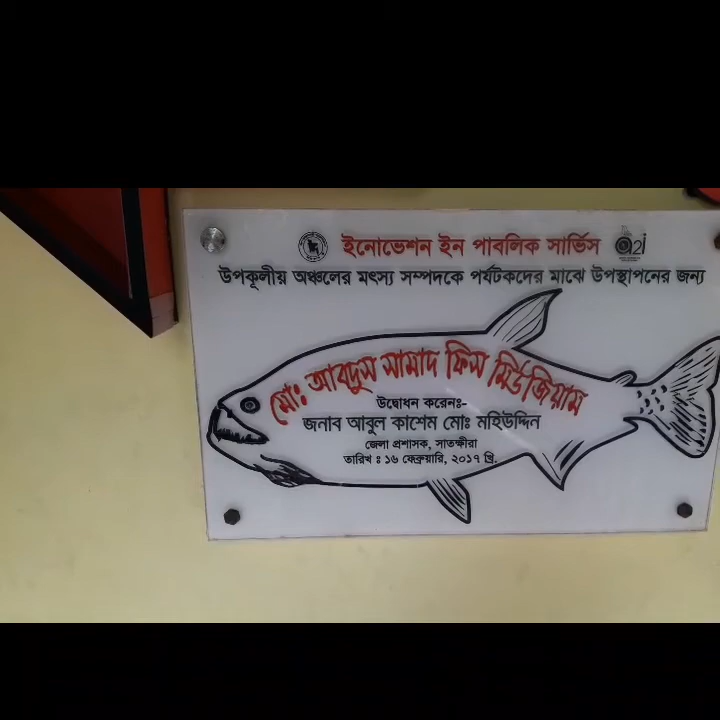 ইনোভেশন ইন পাবলিক সার্ভিস
উপকূলীয় অঞ্চলের মৎস্য সম্পদকে পর্যটকদের মাঝে উপস্থাপনের জন্য
মোঃ আবদুস সামাদ ফিস মিউজিয়াম
উদ্বোধন করেনঃ-
জনাব আবুল কাশেম মোঃ মহিউদ্দিন
জেলা প্রশাসক, সাতক্ষীরা
তারিখ ঃ ১৬ ফেব্রুয়ারি, ২০১৭ খ্রি.